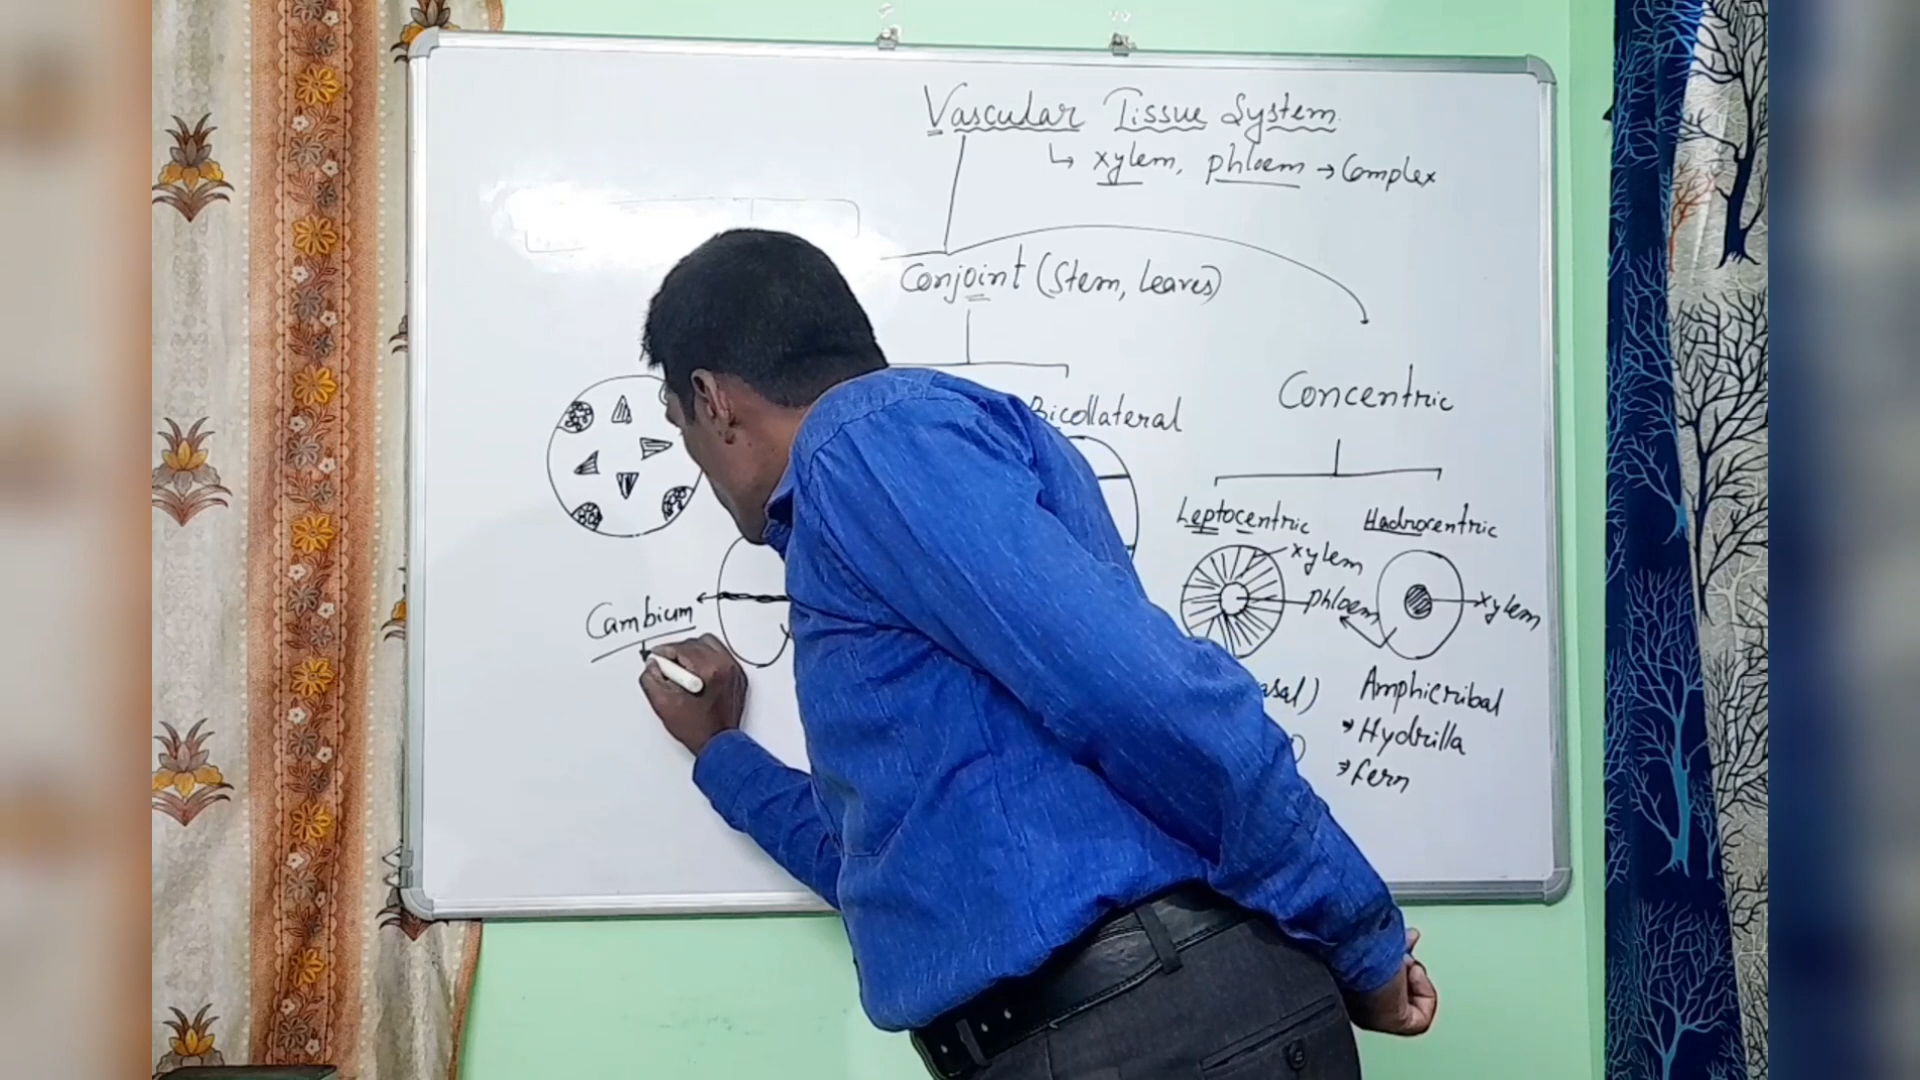 Vascular Tissue System
↳ xylem, phloem → Complex
Conjoint (Stem, Leaves)
Bicollateral
Concentric
Leptocentric
Hadrocentric
xylem
phloem
xylem
Cambium
asal)
Amphicribal
Hydrilla
Fern